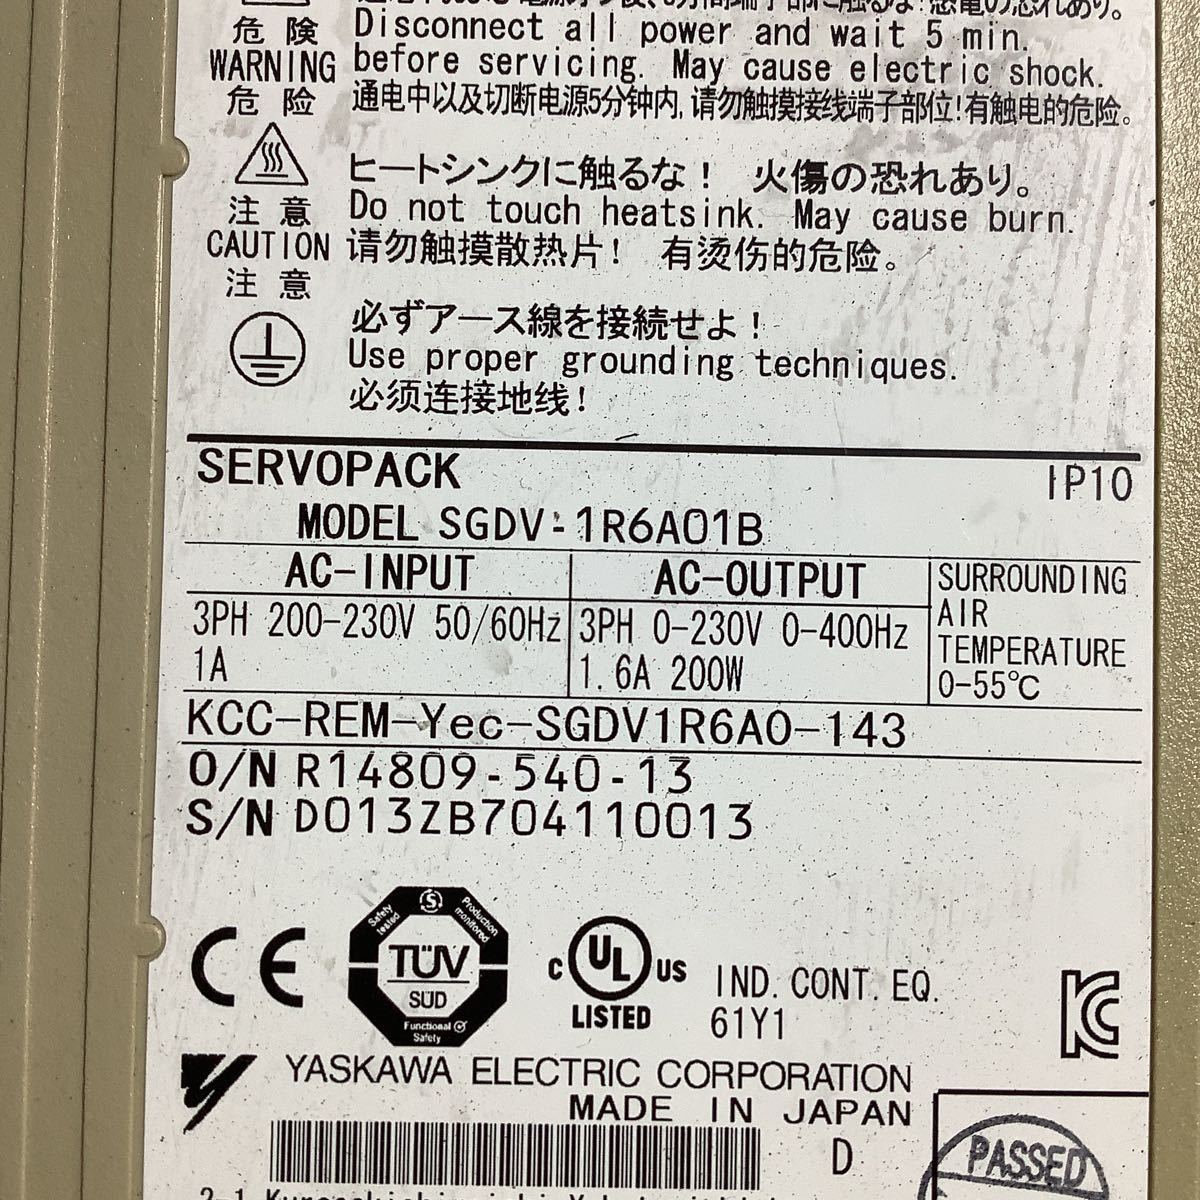 危険 Disconnect all power and wait 5 min.
WARNING before servicing. May cause electric shock.
危险 通电中以及切断电源5分钟内,请勿触摸接线端子部位!有触电的危险。
ヒートシンクに触るな! 火傷の恐れあり。
注意 Do not touch heatsink. May cause burn.
CAUTION 请勿触摸散热片! 有烫伤的危险。
注意
必ずアース線を接続せよ!
Use proper grounding techniques.
必须连接地线!
SERVOPACK IP10
MODEL SGDV-1R6A01B
AC-INPUT AC-OUTPUT SURROUNDING
AIR
TEMPERATURE
0-55℃
3PH 200-230V 50/60Hz 3PH 0-230V 0-400Hz
1A 1.6A 200W
KCC-REM-Yec-SGDV1R6A0-143
O/N R14809-540-13
S/N D013ZB704110013
CE
Safety tested
S
Production monitored
TÜV
SÜD
Functional Safety
C UL US
LISTED
IND. CONT. EQ.
61Y1
KC
YASKAWA ELECTRIC CORPORATION
MADE IN JAPAN
D
PASSED